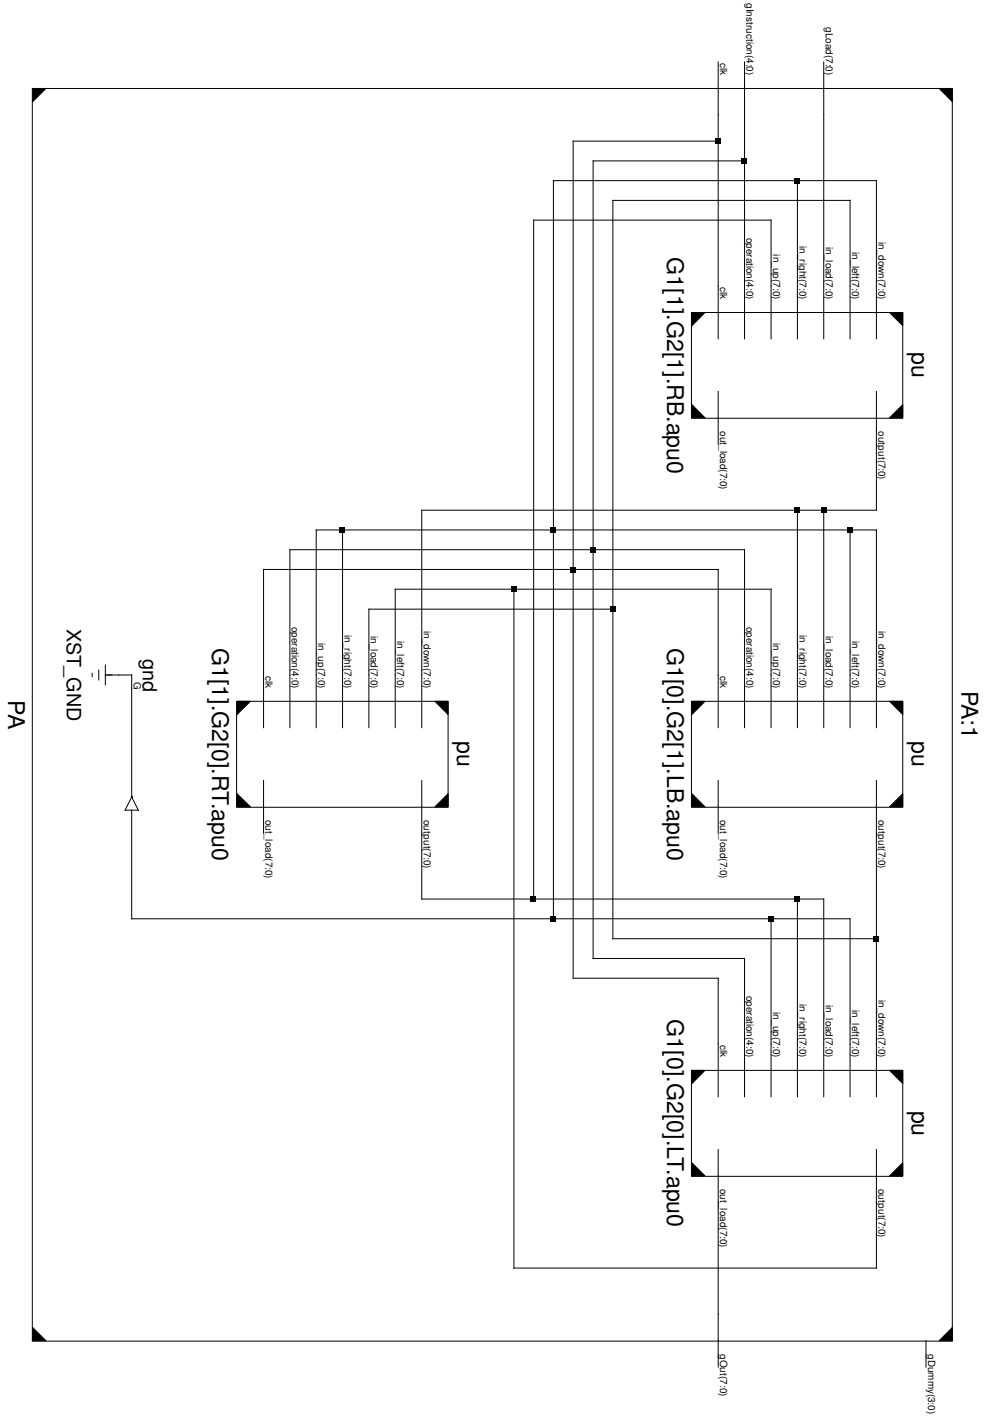 PA:1
gLoad(7:0)
gInstruction(4:0)
clk
pu
in_down(7:0)
in_left(7:0)
in_load(7:0)
in_right(7:0)
in_up(7:0)
operation(4:0)
clk
output(7:0)
out_load(7:0)
G1[1].G2[1].RB.apu0
pu
in_down(7:0)
in_left(7:0)
in_load(7:0)
in_right(7:0)
in_up(7:0)
operation(4:0)
clk
output(7:0)
out_load(7:0)
G1[0].G2[1].LB.apu0
pu
in_down(7:0)
in_left(7:0)
in_load(7:0)
in_right(7:0)
in_up(7:0)
operation(4:0)
clk
output(7:0)
out_load(7:0)
G1[0].G2[0].LT.apu0
gDummy(3:0)
gOut(7:0)
pu
in_down(7:0)
in_left(7:0)
in_load(7:0)
in_right(7:0)
in_up(7:0)
operation(4:0)
clk
output(7:0)
out_load(7:0)
G1[1].G2[0].RT.apu0
gnd
G
XST_GND
PA